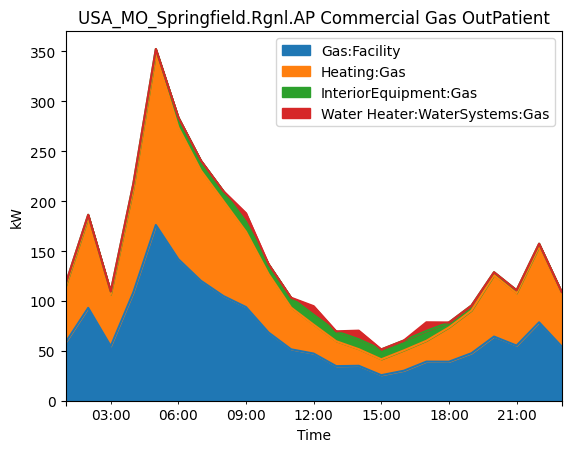 USA_MO_Springfield.Rgnl.AP Commercial Gas OutPatient
Gas:Facility
Heating:Gas
InteriorEquipment:Gas
Water Heater:WaterSystems:Gas
kW
350
300
250
200
150
100
50
0
03:00 06:00 09:00 12:00 15:00 18:00 21:00
Time